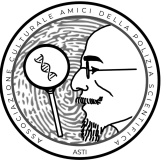 ASSOCIAZIONE CULTURALE AMICI DELLA POLIZIA SCIENTIFICA
ASTI